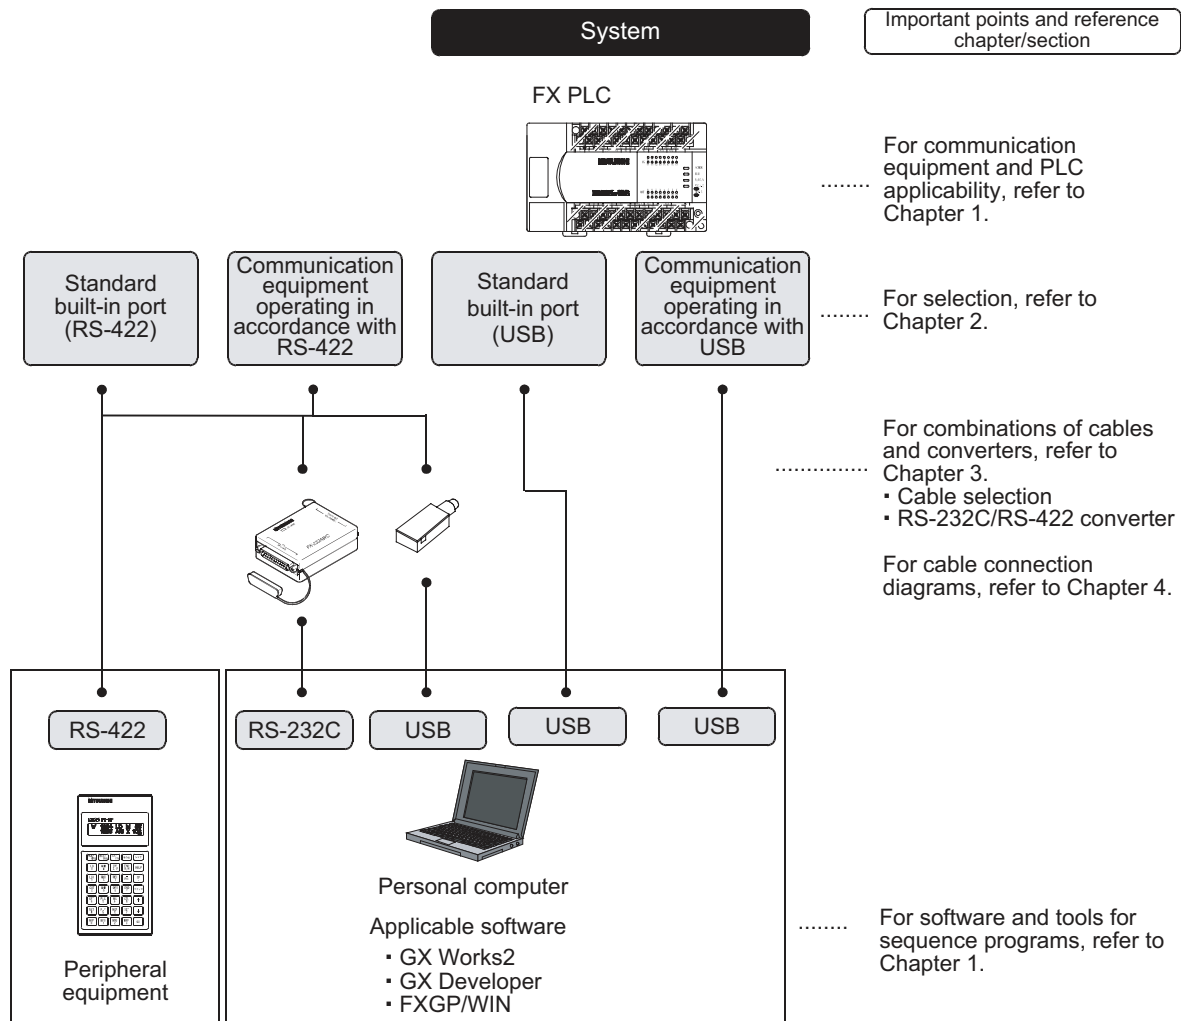 System
Important points and reference
chapter/section
FX PLC
For communication
equipment and PLC
applicability, refer to
Chapter 1.
Standard
built-in port
(RS-422)
Communication
equipment
operating in
accordance with
RS-422
Standard
built-in port
(USB)
Communication
equipment
operating in
accordance with
USB
For selection, refer to
Chapter 2.
For combinations of cables
and converters, refer to
Chapter 3.
・Cable selection
・RS-232C/RS-422 converter
For cable connection
diagrams, refer to Chapter 4.
RS-422
RS-232C
USB
USB
USB
Personal computer
Applicable software
・GX Works2
・GX Developer
・FXGP/WIN
Peripheral
equipment
For software and tools for
sequence programs, refer to
Chapter 1.